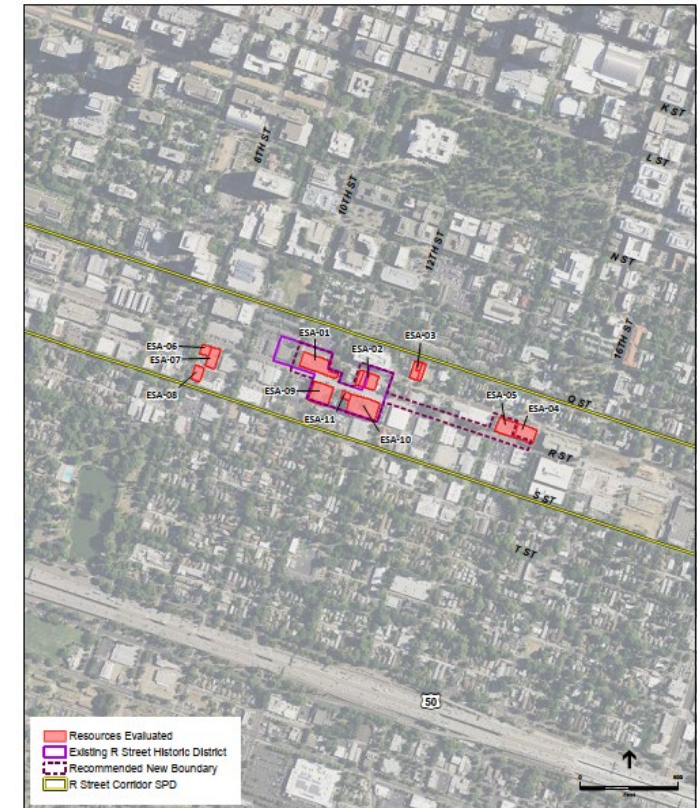 K ST
L ST
8TH ST
10TH ST
12TH ST
N ST
16TH ST
ESA-01
ESA-03
ESA-06
ESA-02
ESA-07
ESA-08
ESA-09
ESA-05
Q ST
ESA-04
ESA-11
ESA-10
R ST
S ST
T ST
50
Resources Evaluated
Existing R Street Historic District
Recommended New Boundary
R Street Corridor SPD
0